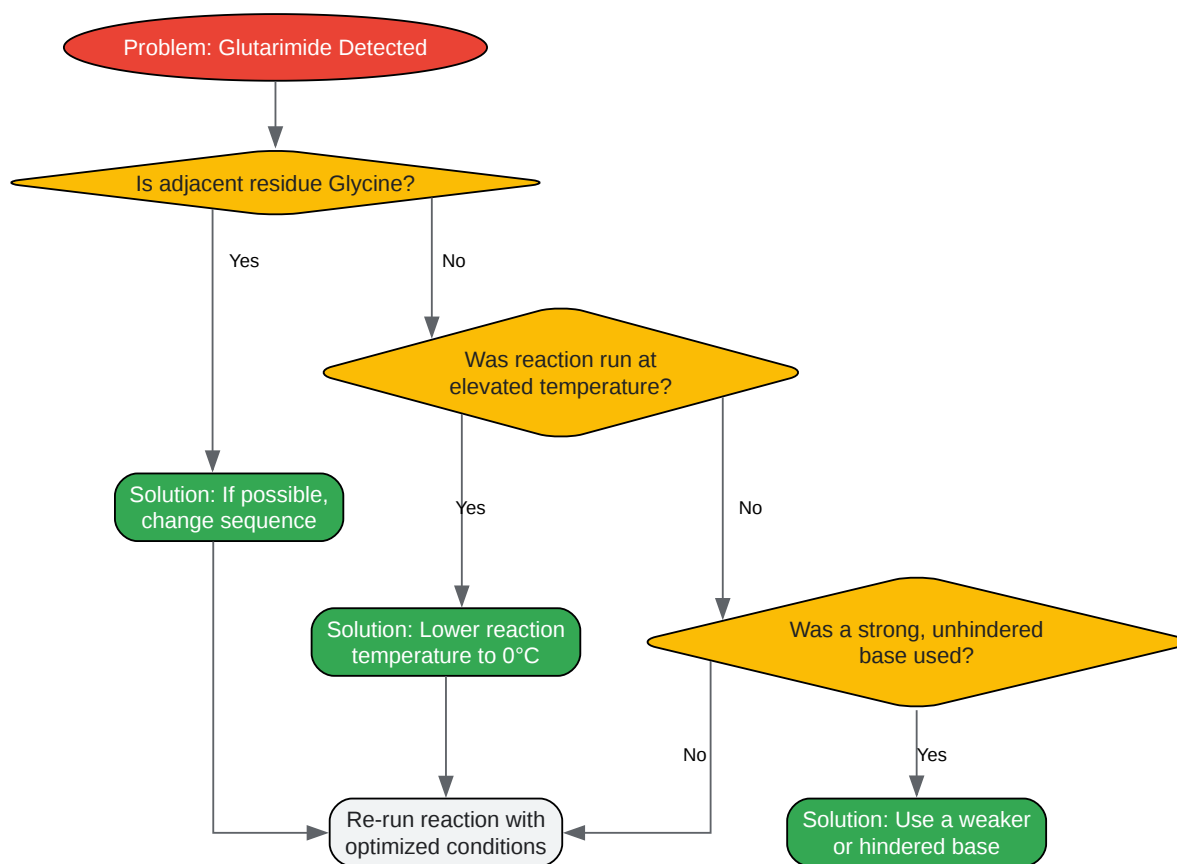 Problem: Glutarimide Detected
Is adjacent residue Glycine?
Yes
No
Was reaction run at
elevated temperature?
Solution: If possible,
change sequence
Yes
No
Solution: Lower reaction
temperature to 0°C
Was a strong, unhindered
base used?
No
Yes
Re-run reaction with
optimized conditions
Solution: Use a weaker
or hindered base